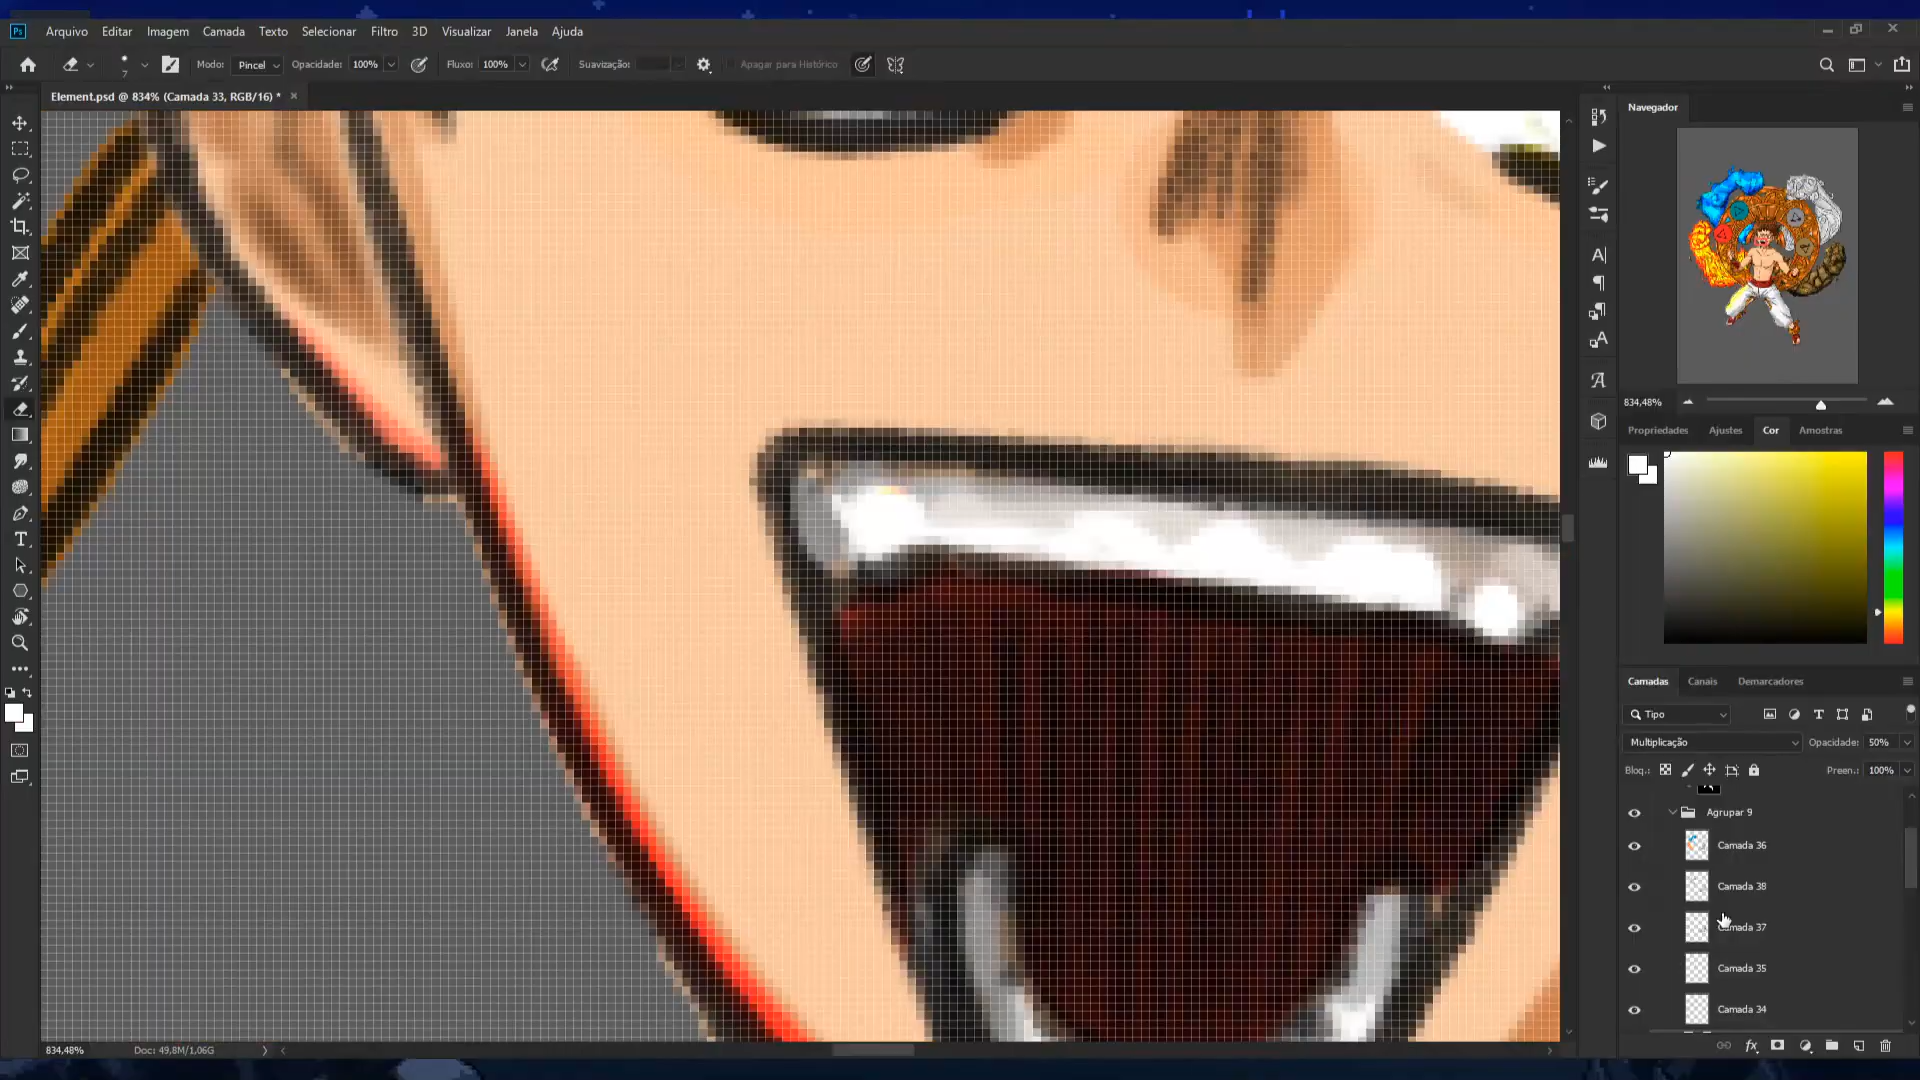 Ps Arquivo Editar Imagem Camada Texto Selecionar Filtro 3D Visualizar Janela Ajuda
7 Modo: Pincel Opacidade: 100% Fluxo: 100% Suavização: Apagar para Histórico
Element.psd @ 834% (Camada 33, RGB/16) * ×
Navegador
834,48%
Propriedades Ajustes Cor Amostras
Camadas Canais Demarcadores
Tipo
Multiplicação Opacidade: 50%
Bloq.: Preen.: 100%
Agrupar 9
Camada 36
Camada 38
Camada 37
Camada 35
Camada 34
834,48% Doc: 49,8M/1,06G
fx